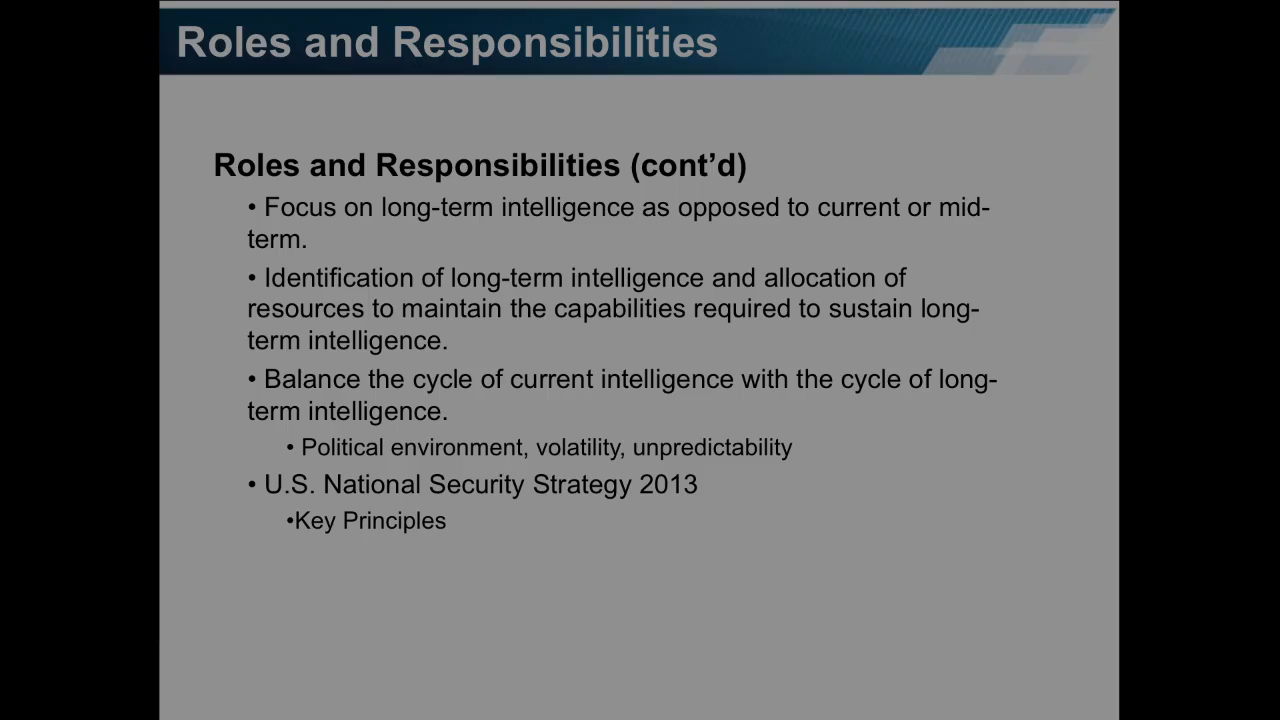 Roles and Responsibilities
Roles and Responsibilities (cont’d)
• Focus on long-term intelligence as opposed to current or mid-
term.
• Identification of long-term intelligence and allocation of
resources to maintain the capabilities required to sustain long-
term intelligence.
• Balance the cycle of current intelligence with the cycle of long-
term intelligence.
• Political environment, volatility, unpredictability
• U.S. National Security Strategy 2013
•Key Principles